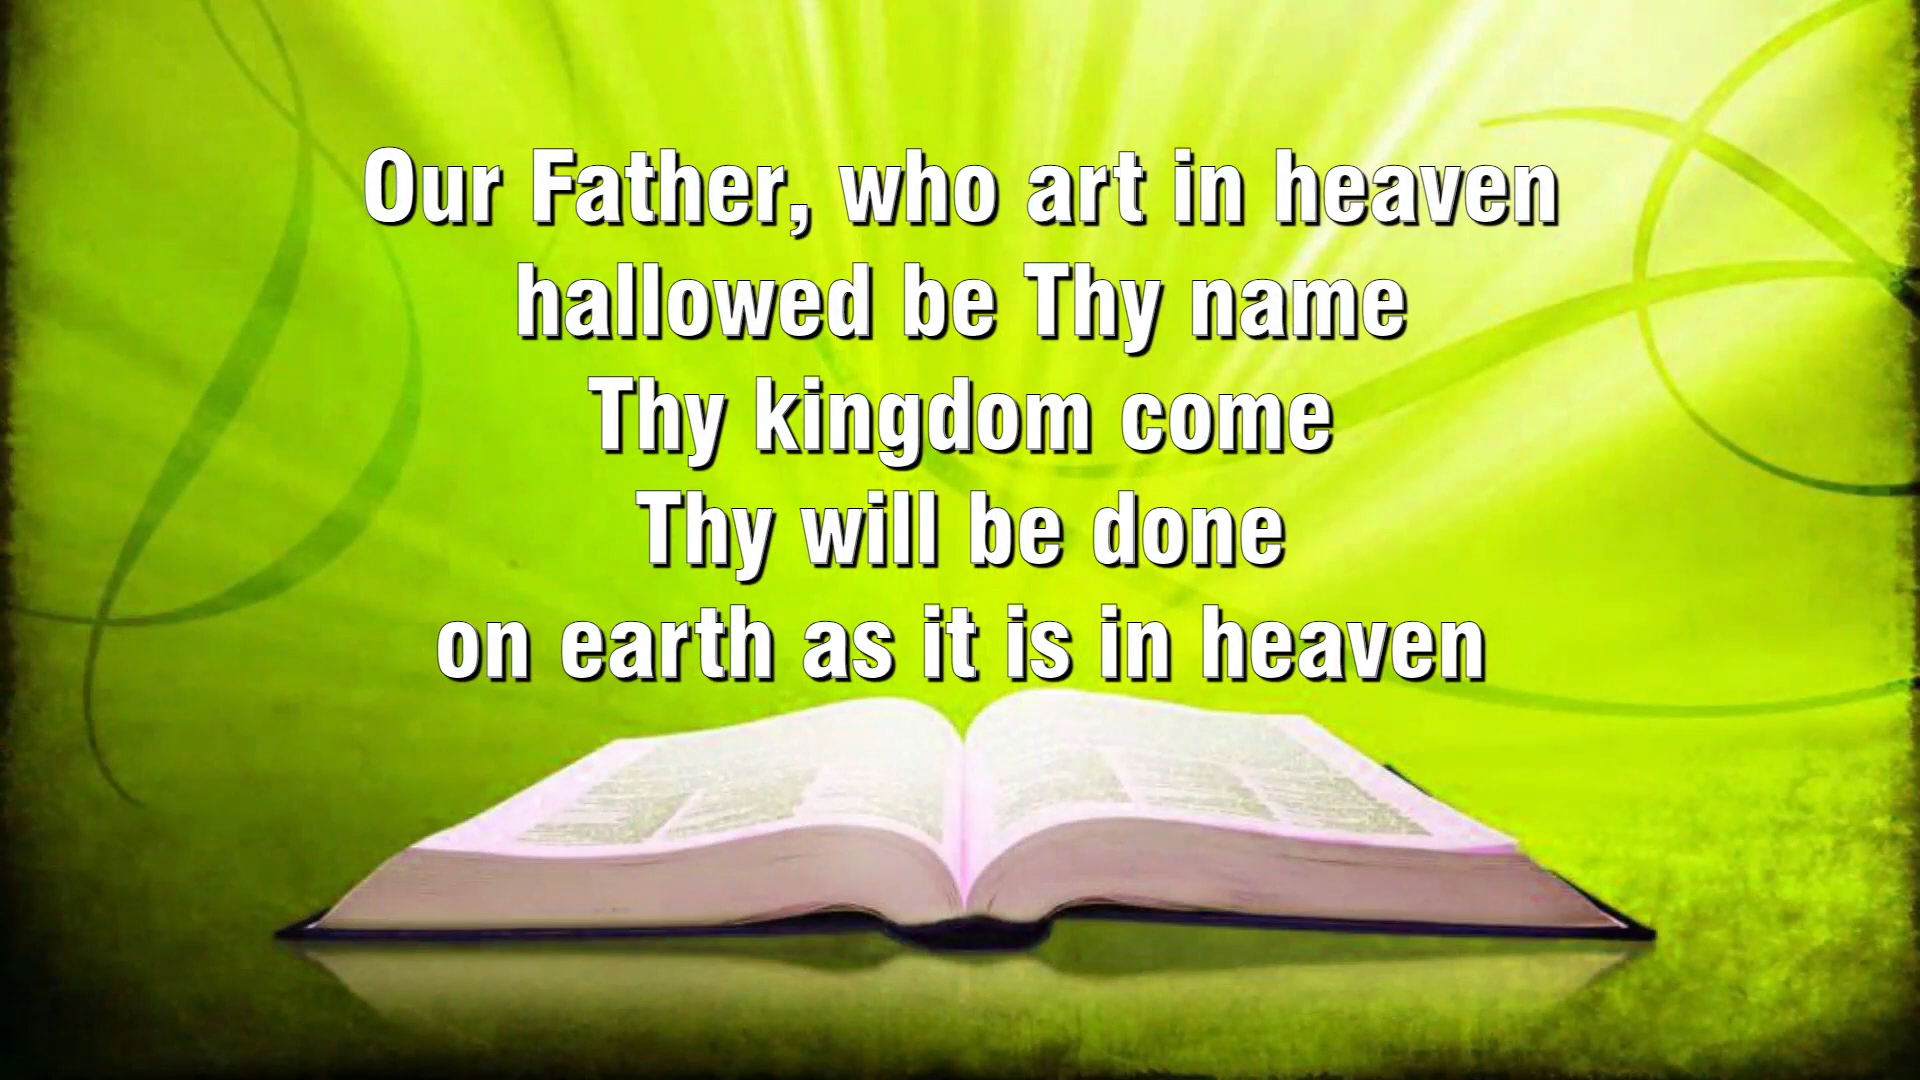 Our Father, who art in heaven
hallowed be Thy name
Thy kingdom come
Thy will be done
on earth as it is in heaven